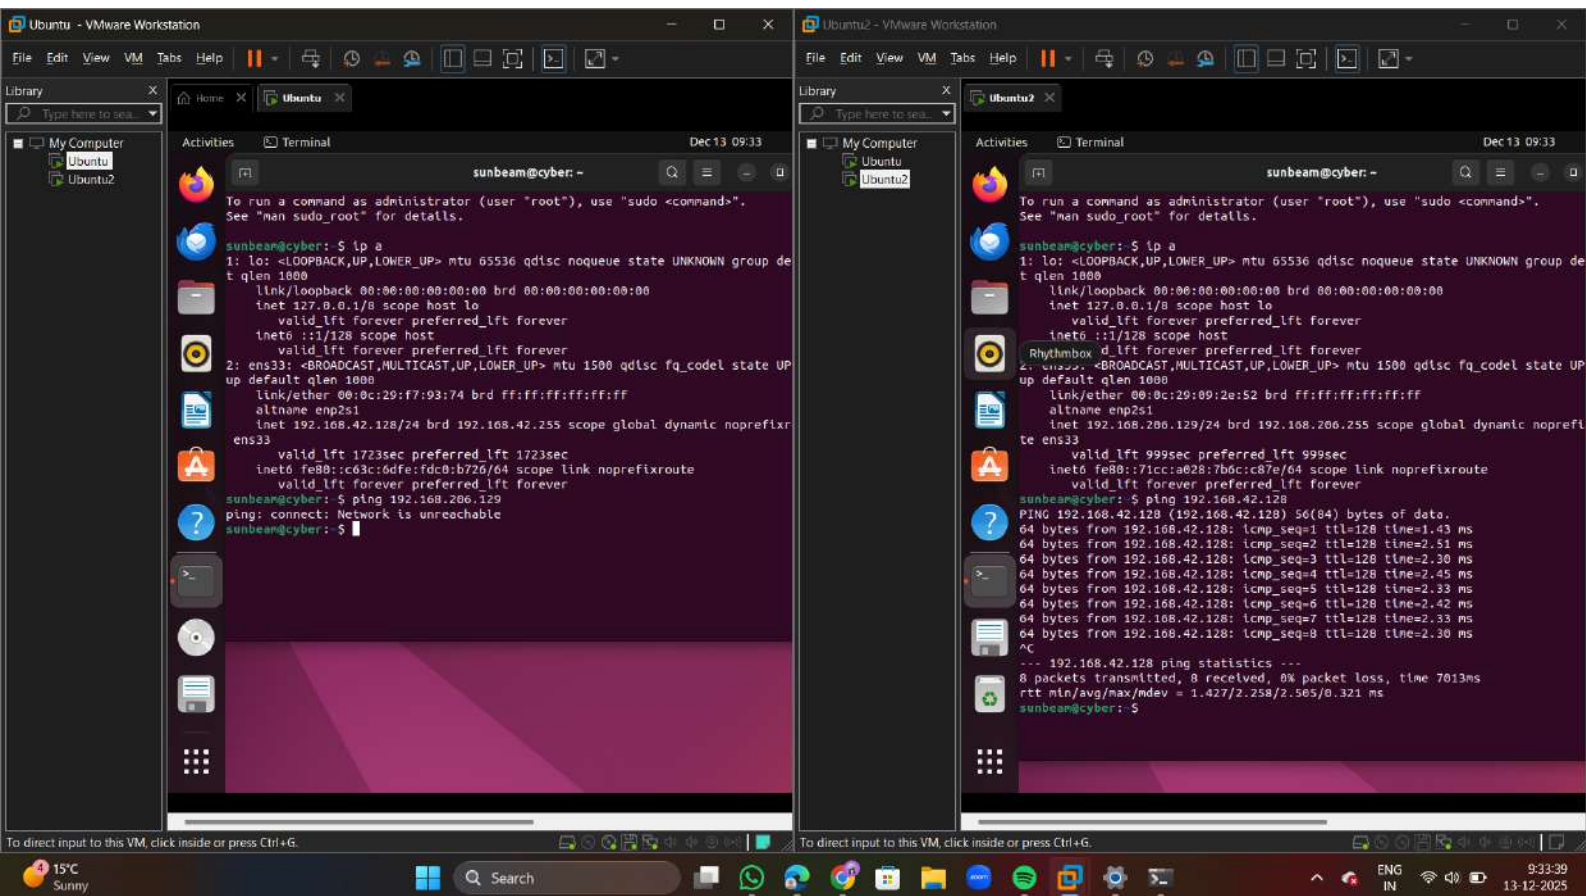 Ubuntu - VMware Workstation
File Edit View VM Tabs Help
Library X
Type here to sea...
My Computer
Ubuntu
Ubuntu2
Home
Ubuntu
Activities Terminal Dec 13 09:33
sunbeam@cyber: ~
To run a command as administrator (user "root"), use "sudo <command>".
See "man sudo_root" for details.
sunbeam@cyber:~$ ip a
1: lo: <LOOPBACK,UP,LOWER_UP> mtu 65536 qdisc noqueue state UNKNOWN group de
t qlen 1000
link/loopback 00:00:00:00:00:00 brd 00:00:00:00:00:00
inet 127.0.0.1/8 scope host lo
valid_lft forever preferred_lft forever
inet6 ::1/128 scope host
valid_lft forever preferred_lft forever
2: ens33: <BROADCAST,MULTICAST,UP,LOWER_UP> mtu 1500 qdisc fq_codel state UP
up default qlen 1000
link/ether 00:0c:29:f7:93:74 brd ff:ff:ff:ff:ff:ff
altname enp2s1
inet 192.168.42.128/24 brd 192.168.42.255 scope global dynamic noprefixr
ens33
valid_lft 1723sec preferred_lft 1723sec
inet6 fe80::c63c:6dfe:fdc0:b726/64 scope link noprefixroute
valid_lft forever preferred_lft forever
sunbeam@cyber:~$ ping 192.168.206.129
ping: connect: Network is unreachable
sunbeam@cyber:~$
To direct input to this VM, click inside or press Ctrl+G.
Ubuntu2 - VMware Workstation
File Edit View VM Tabs Help
Library X
Type here to sea...
My Computer
Ubuntu
Ubuntu2
Ubuntu2
Activities Terminal Dec 13 09:33
sunbeam@cyber: ~
To run a command as administrator (user "root"), use "sudo <command>".
See "man sudo_root" for details.
sunbeam@cyber:~$ ip a
1: lo: <LOOPBACK,UP,LOWER_UP> mtu 65536 qdisc noqueue state UNKNOWN group de
t qlen 1000
link/loopback 00:00:00:00:00:00 brd 00:00:00:00:00:00
inet 127.0.0.1/8 scope host lo
valid_lft forever preferred_lft forever
inet6 ::1/128 scope host
Rhythmbox d_lft forever preferred_lft forever
2: ens33: <BROADCAST,MULTICAST,UP,LOWER_UP> mtu 1500 qdisc fq_codel state UP
up default qlen 1000
link/ether 00:0c:29:09:2e:52 brd ff:ff:ff:ff:ff:ff
altname enp2s1
inet 192.168.206.129/24 brd 192.168.206.255 scope global dynamic noprefi
te ens33
valid_lft 999sec preferred_lft 999sec
inet6 fe80::71cc:a028:7b6c:c87e/64 scope link noprefixroute
valid_lft forever preferred_lft forever
sunbeam@cyber:~$ ping 192.168.42.128
PING 192.168.42.128 (192.168.42.128) 56(84) bytes of data.
64 bytes from 192.168.42.128: icmp_seq=1 ttl=128 time=1.43 ms
64 bytes from 192.168.42.128: icmp_seq=2 ttl=128 time=2.51 ms
64 bytes from 192.168.42.128: icmp_seq=3 ttl=128 time=2.30 ms
64 bytes from 192.168.42.128: icmp_seq=4 ttl=128 time=2.45 ms
64 bytes from 192.168.42.128: icmp_seq=5 ttl=128 time=2.33 ms
64 bytes from 192.168.42.128: icmp_seq=6 ttl=128 time=2.42 ms
64 bytes from 192.168.42.128: icmp_seq=7 ttl=128 time=2.33 ms
64 bytes from 192.168.42.128: icmp_seq=8 ttl=128 time=2.30 ms
^C
--- 192.168.42.128 ping statistics ---
8 packets transmitted, 8 received, 0% packet loss, time 7013ms
rtt min/avg/max/mdev = 1.427/2.258/2.505/0.321 ms
sunbeam@cyber:~$
To direct input to this VM, click inside or press Ctrl+G.
4
15°C
Sunny
Search
zoom
ENG
IN
9:33:39
13-12-2025